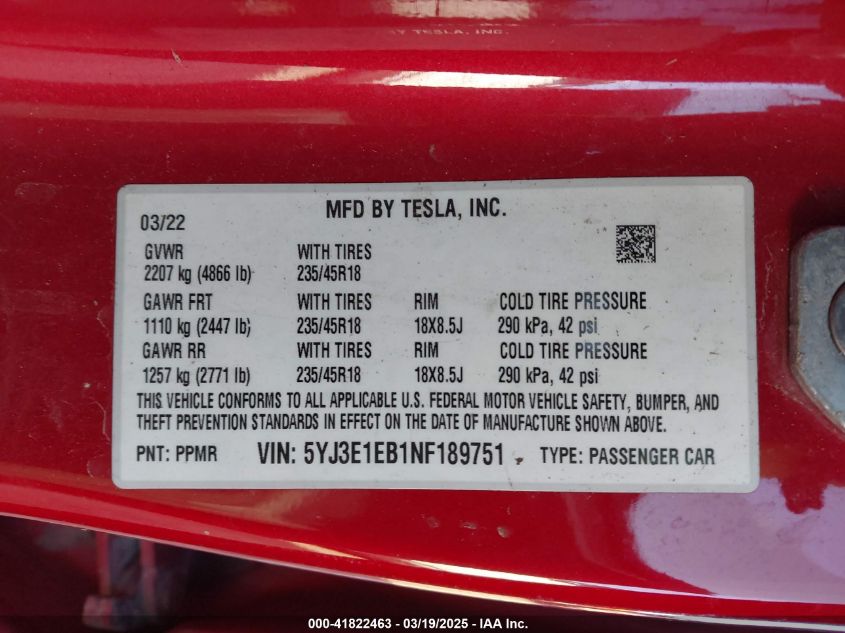 BY TESLA, INC.
MFD BY TESLA, INC.
03/22
GVWR WITH TIRES
2207 kg (4866 lb) 235/45R18
GAWR FRT WITH TIRES RIM COLD TIRE PRESSURE
1110 kg (2447 lb) 235/45R18 18X8.5J 290 kPa, 42 psi
GAWR RR WITH TIRES RIM COLD TIRE PRESSURE
1257 kg (2771 lb) 235/45R18 18X8.5J 290 kPa, 42 psi
THIS VEHICLE CONFORMS TO ALL APPLICABLE U.S. FEDERAL MOTOR VEHICLE SAFETY, BUMPER, AND
THEFT PREVENTION STANDARDS IN EFFECT ON THE DATE OF MANUFACTURE SHOWN ABOVE.
PNT: PPMR VIN: 5YJ3E1EB1NF189751 TYPE: PASSENGER CAR
000-41822463 - 03/19/2025 - IAA Inc.